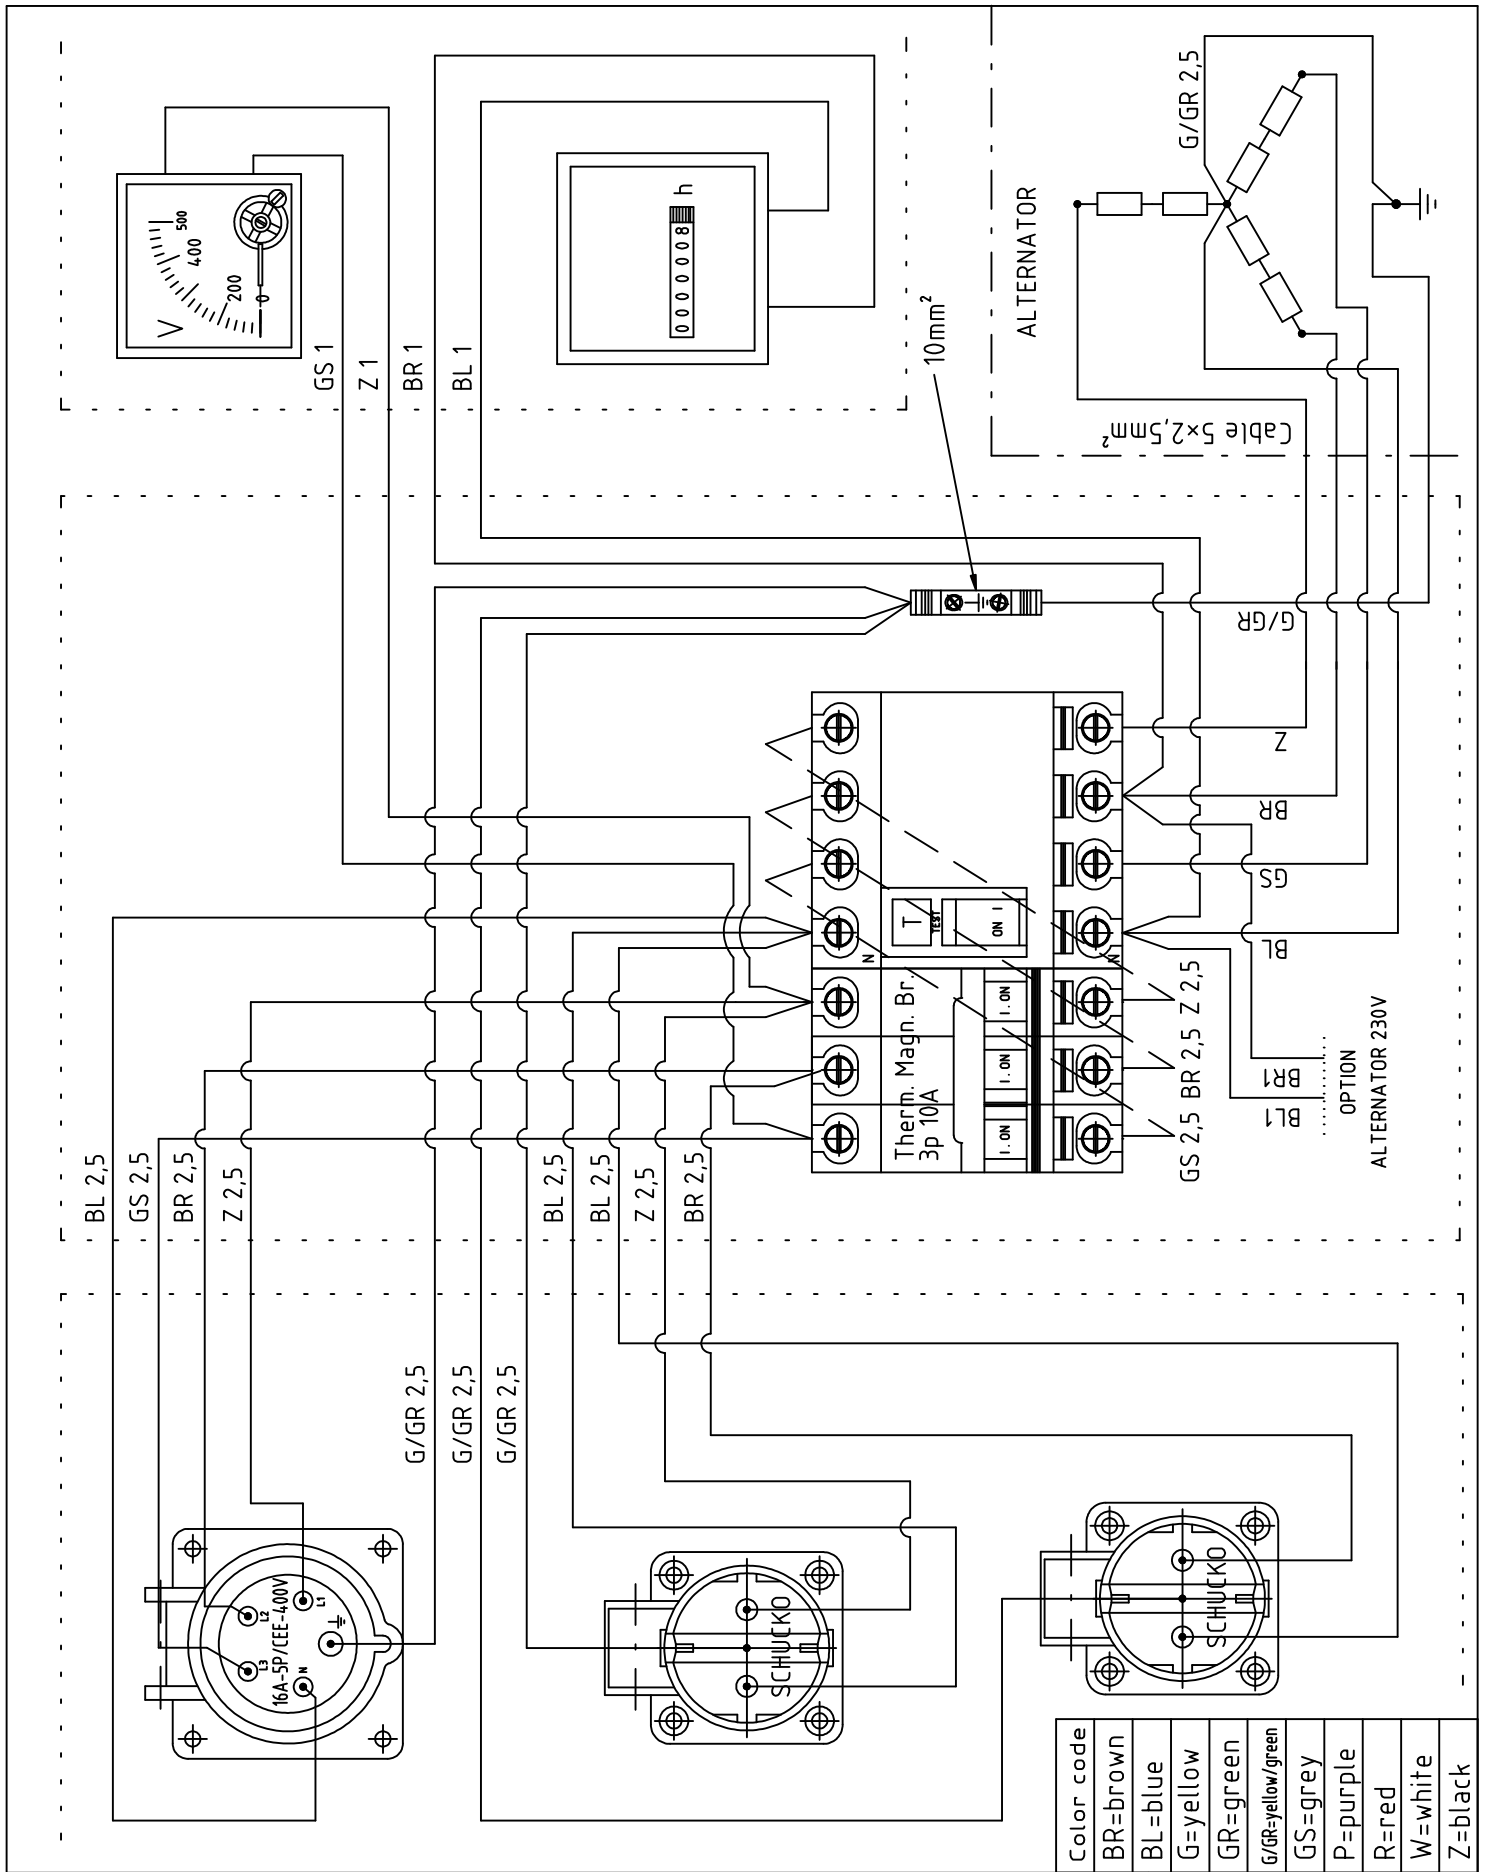 V
0
200
400
500
0 0 0 0 0 0 8
h
GS 1
Z 1
BR 1
BL 1
10mm²
ALTERNATOR
G/GR 2,5
Cable 5×2,5mm²
G/GR
Z
BR
GS
BL
N
N
T
TEST
ON I
Therm. Magn. Br.
3p 10A
I. ON
I. ON
I. ON
GS 2,5 BR 2,5 Z 2,5
BR1
BL1
OPTION
ALTERNATOR 230V
BL 2,5
GS 2,5
BR 2,5
Z 2,5
BL 2,5
BL 2,5
Z 2,5
BR 2,5
G/GR 2,5
G/GR 2,5
G/GR 2,5
16A-5P/CEE-400V
L1
L2
L3
N
SCHUCKO
SCHUCKO
Color code
BR=brown
BL=blue
G=yellow
GR=green
G/GR=yellow/green
GS=grey
P=purple
R=red
W=white
Z=black